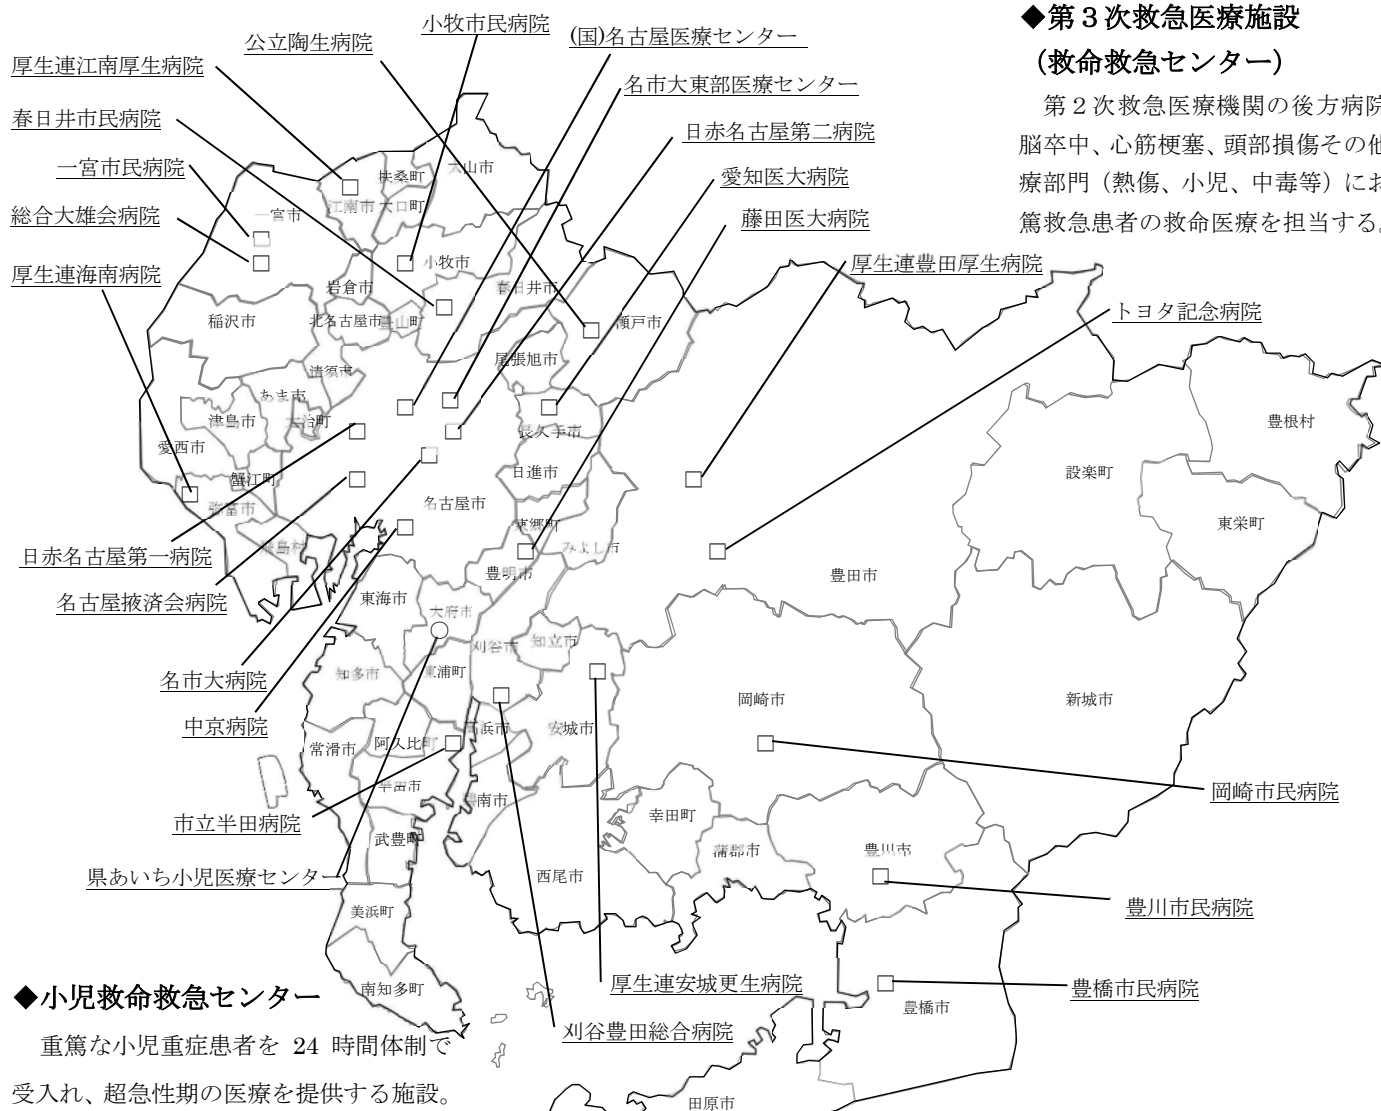 小牧市民病院
(国)名古屋医療センター
公立陶生病院
厚生連江南厚生病院
名市大東部医療センター
春日井市民病院
日赤名古屋第二病院
一宮市民病院
愛知医大病院
総合大雄会病院
藤田医大病院
厚生連海南病院
厚生連豊田厚生病院
トヨタ記念病院
◆第３次救急医療施設
(救命救急センター)
第２次救急医療機関の後方病院
脳卒中、心筋梗塞、頭部損傷その他
療部門（熱傷、小児、中毒等）にお
篤救急患者の救命医療を担当する。
犬山市
扶桑町
江南市
大口町
一宮市
小牧市
岩倉市
春日井市
稲沢市
北名古屋市
豊山町
瀬戸市
尾張旭市
清須市
あま市
津島市
大治町
長久手市
愛西市
豊根村
日進市
設楽町
蟹江町
弥富市
名古屋市
東郷町
東栄町
飛島村
みよし市
豊明市
豊田市
日赤名古屋第一病院
名古屋掖済会病院
東海市
大府市
刈谷市
知立市
知多市
東浦町
名市大病院
岡崎市
新城市
中京病院
高浜市
安城市
常滑市
阿久比町
半田市
碧南市
岡崎市民病院
市立半田病院
幸田町
武豊町
蒲郡市
豊川市
県あいち小児医療センター
西尾市
豊川市民病院
美浜町
南知多町
厚生連安城更生病院
豊橋市民病院
豊橋市
刈谷豊田総合病院
◆小児救命救急センター
重篤な小児重症患者を 24 時間体制で
受入れ、超急性期の医療を提供する施設。
田原市